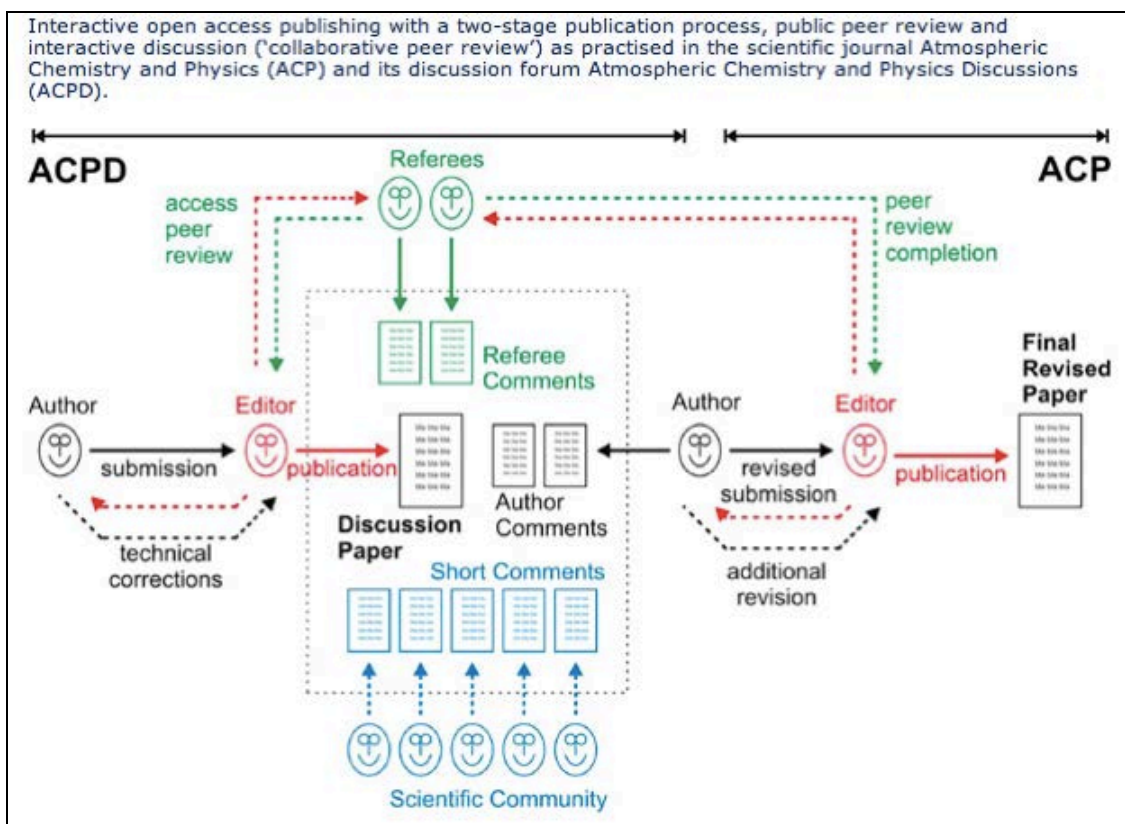 Interactive open access publishing with a two-stage publication process, public peer review and
interactive discussion (‘collaborative peer review’) as practised in the scientific journal Atmospheric
Chemistry and Physics (ACP) and its discussion forum Atmospheric Chemistry and Physics Discussions
(ACPD).
ACPD
ACP
Referees
access
peer
review
peer
review
completion
Referee
Comments
Author
Editor
submission
publication
technical
corrections
Discussion
Paper
Author
Comments
Author
Editor
revised
submission
publication
additional
revision
Final
Revised
Paper
Short Comments
Scientific Community